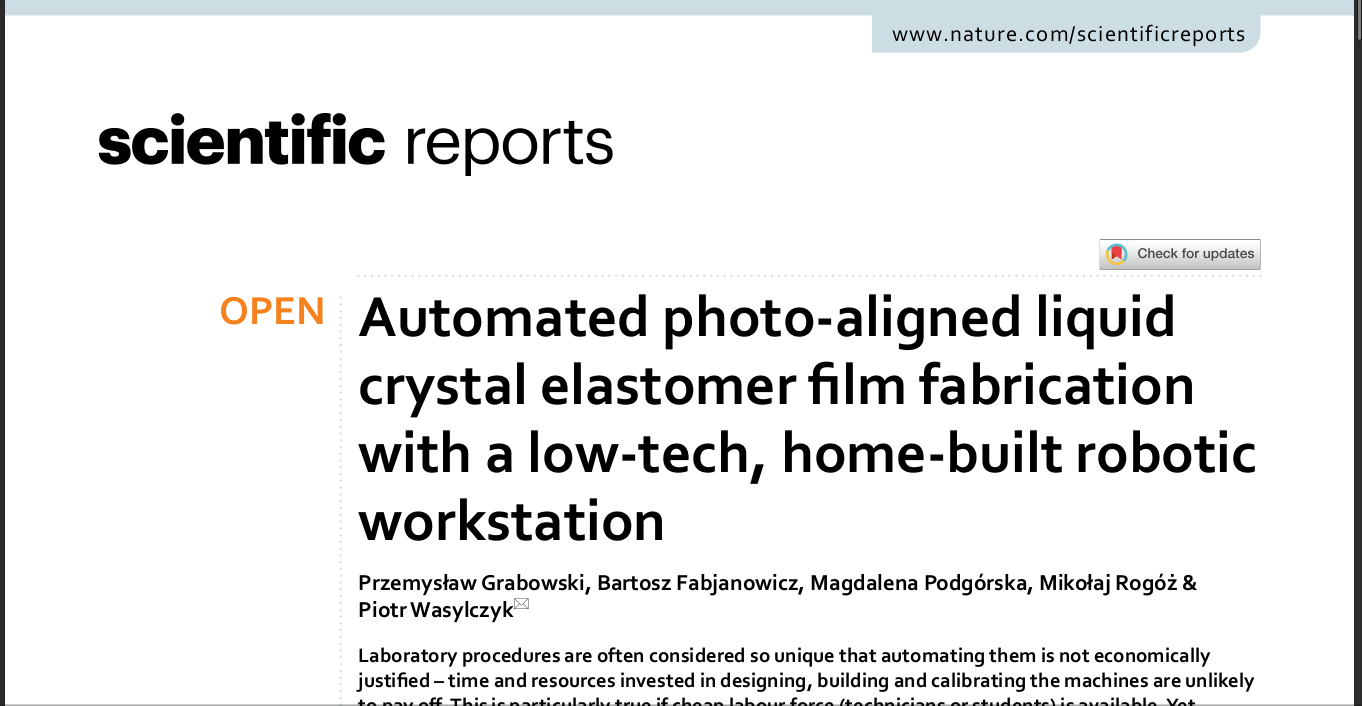 www.nature.com/scientificreports
scientific reports
Check for updates
OPEN
Automated photo-aligned liquid
crystal elastomer film fabrication
with a low-tech, home-built robotic
workstation
Przemysław Grabowski, Bartosz Fabjanowicz, Magdalena Podgórska, Mikołaj Rogóż &
Piotr Wasylczyk
Laboratory procedures are often considered so unique that automating them is not economically
justified – time and resources invested in designing, building and calibrating the machines are unlikely
to pay off. This is particularly true if cheap labour force (technicians or students) is available. Yet